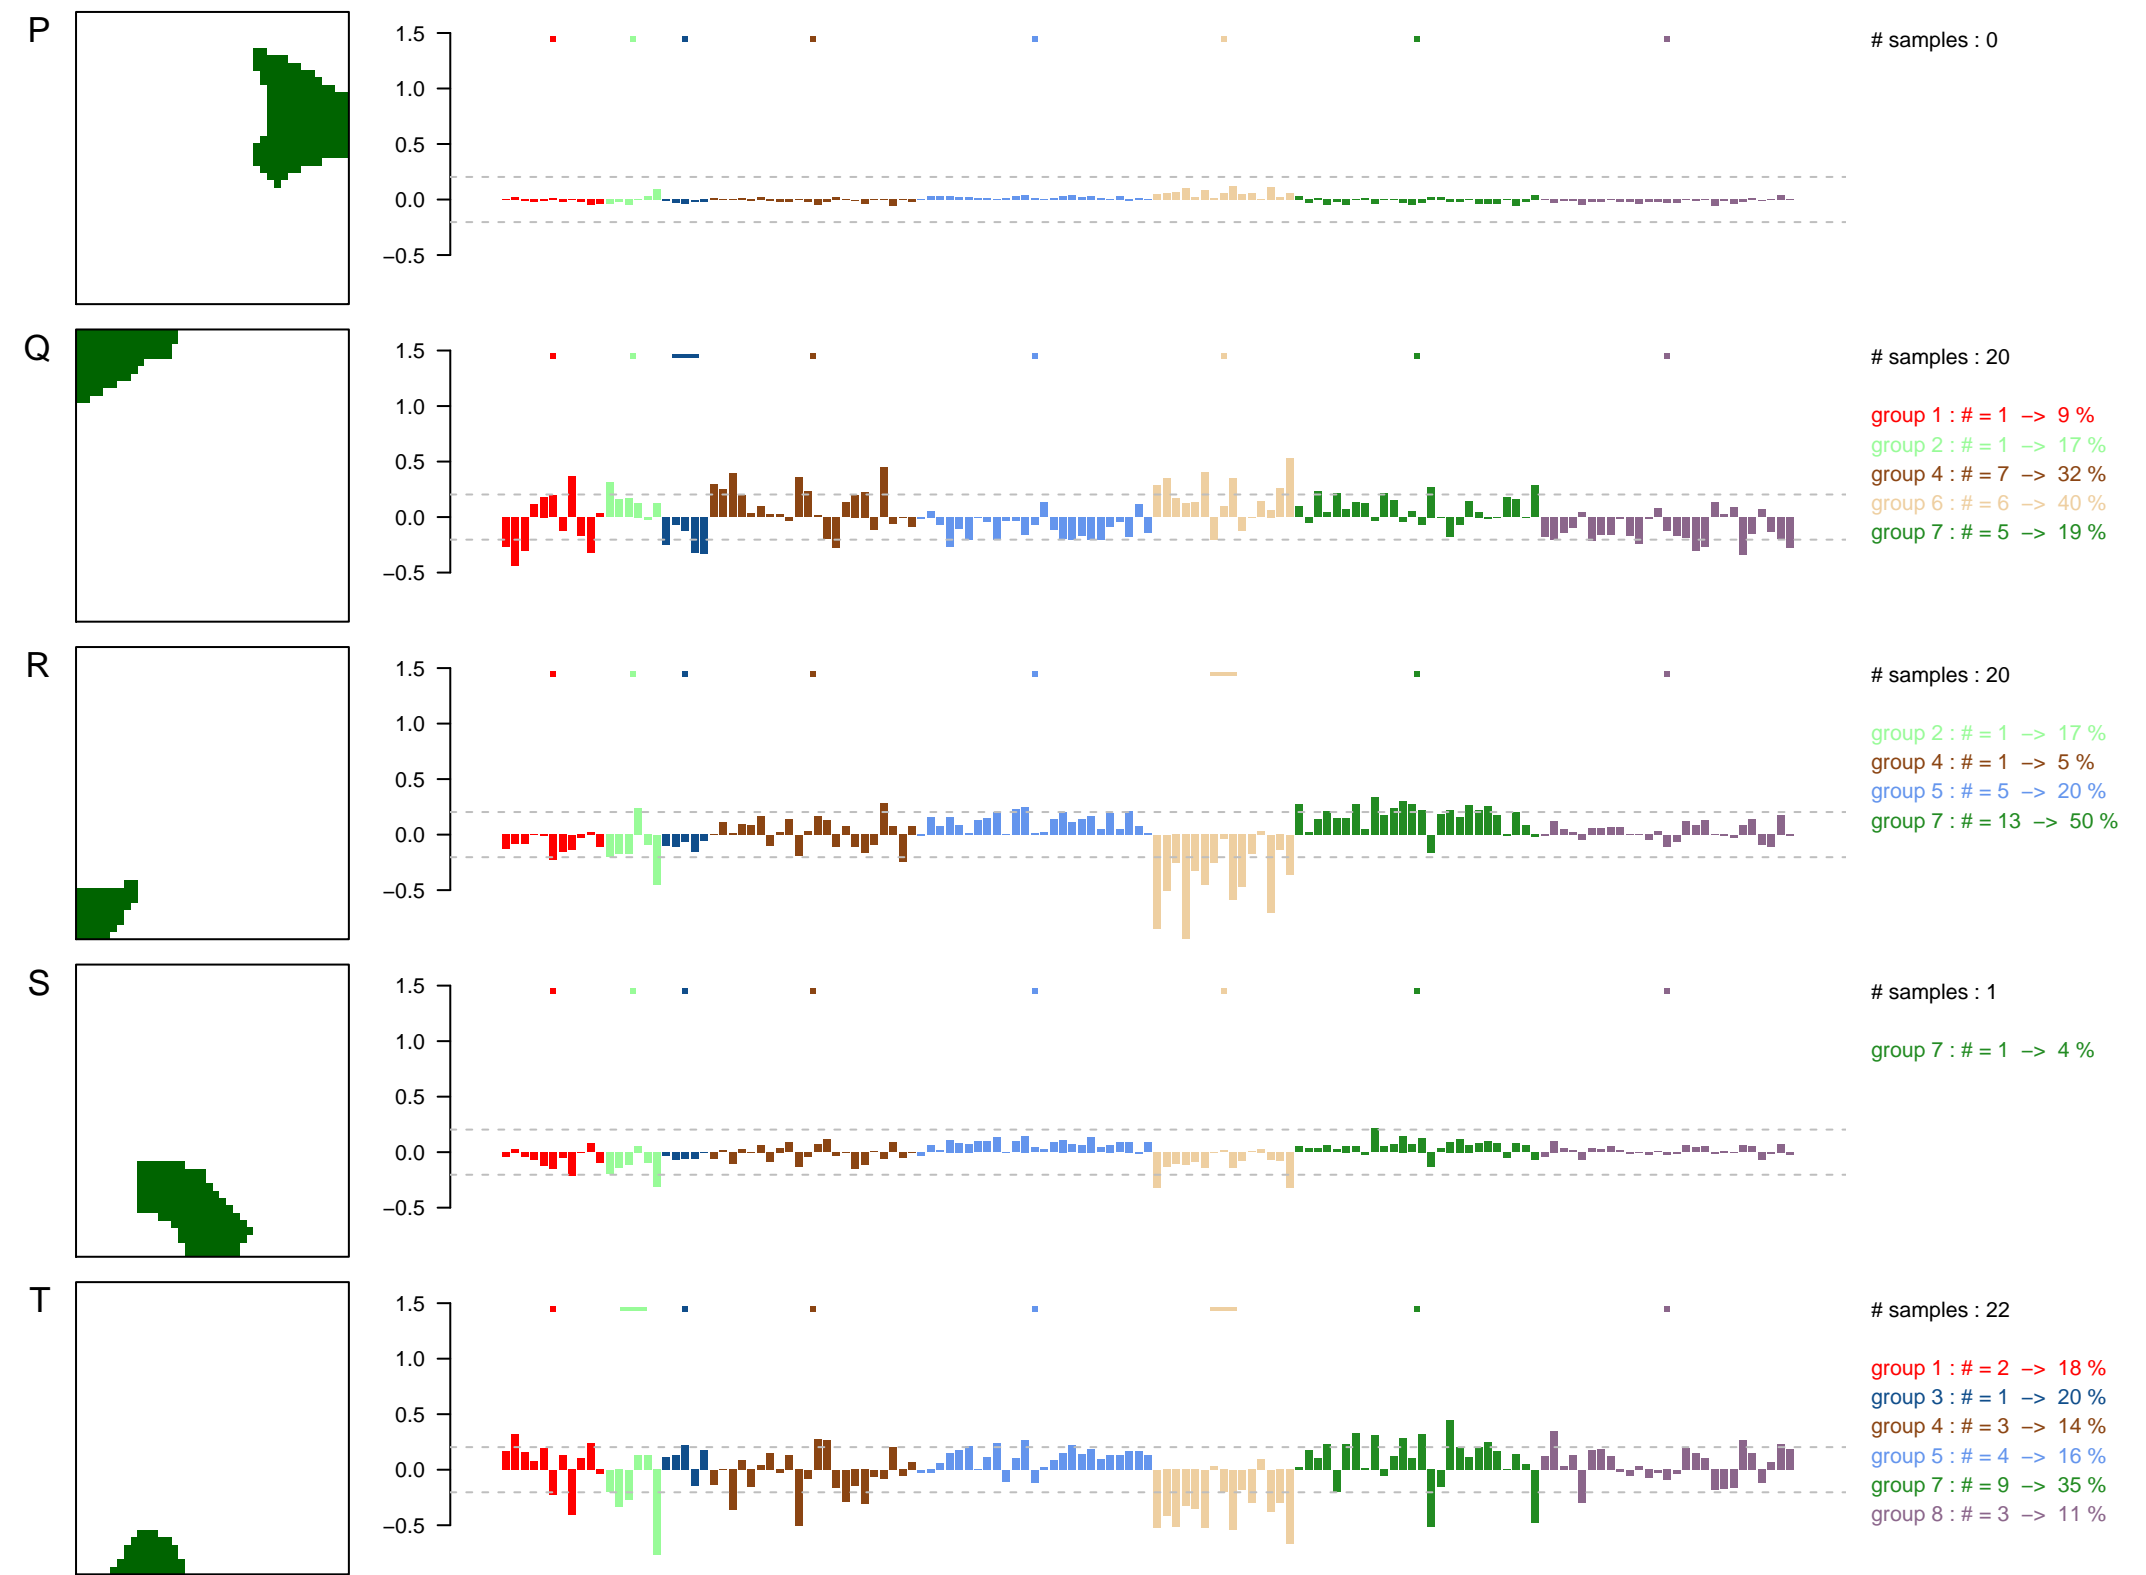 P
1.5
1.0
0.5
0.0
−0.5
# samples : 0
Q
1.5
1.0
0.5
0.0
−0.5
# samples : 20
group 1 : # = 1 −> 9 %
group 2 : # = 1 −> 17 %
group 4 : # = 7 −> 32 %
group 6 : # = 6 −> 40 %
group 7 : # = 5 −> 19 %
R
1.5
1.0
0.5
0.0
−0.5
# samples : 20
group 2 : # = 1 −> 17 %
group 4 : # = 1 −> 5 %
group 5 : # = 5 −> 20 %
group 7 : # = 13 −> 50 %
S
1.5
1.0
0.5
0.0
−0.5
# samples : 1
group 7 : # = 1 −> 4 %
T
1.5
1.0
0.5
0.0
−0.5
# samples : 22
group 1 : # = 2 −> 18 %
group 3 : # = 1 −> 20 %
group 4 : # = 3 −> 14 %
group 5 : # = 4 −> 16 %
group 7 : # = 9 −> 35 %
group 8 : # = 3 −> 11 %